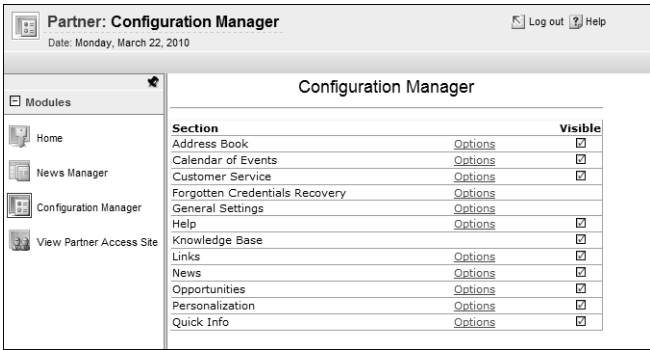 Partner: Configuration Manager
Log out Help
Date: Monday, March 22, 2010
Modules
Home
News Manager
Configuration Manager
View Partner Access Site
Configuration Manager
Section Visible
Address Book Options
Calendar of Events Options
Customer Service Options
Forgotten Credentials Recovery Options
General Settings Options
Help Options
Knowledge Base
Links Options
News Options
Opportunities Options
Personalization Options
Quick Info Options